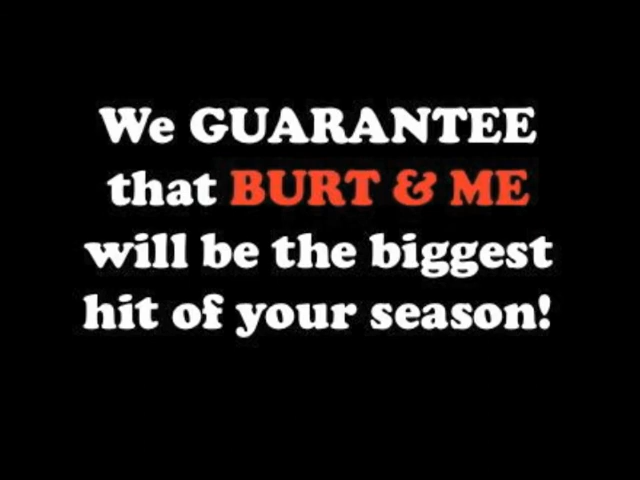 We GUARANTEE
that BURT & ME
will be the biggest
hit of your season!